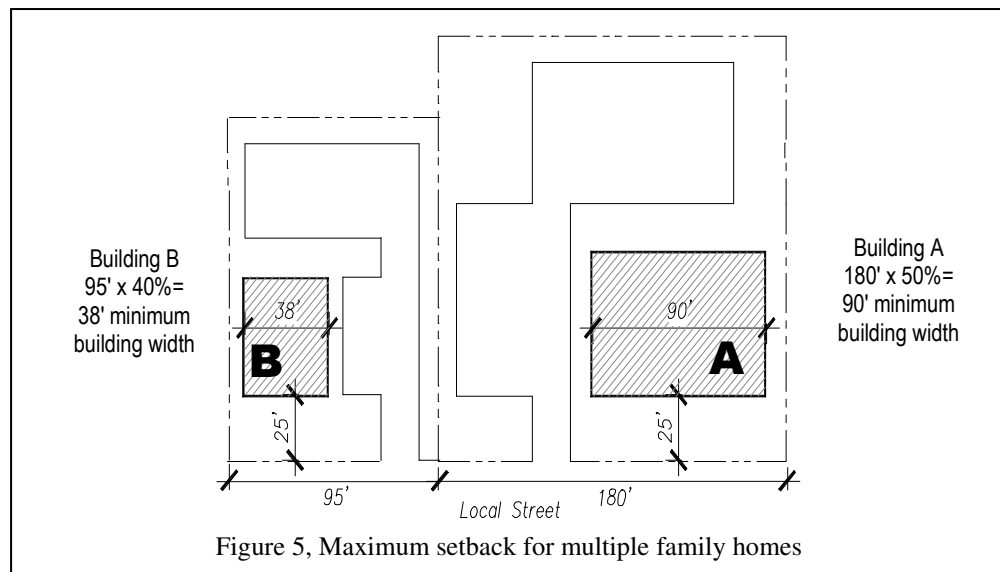 Building B
95' x 40%=
38' minimum
building width
38'
B
25'
95'
90'
A
25'
180'
Building A
180' x 50%=
90' minimum
building width
Local Street
Figure 5, Maximum setback for multiple family homes